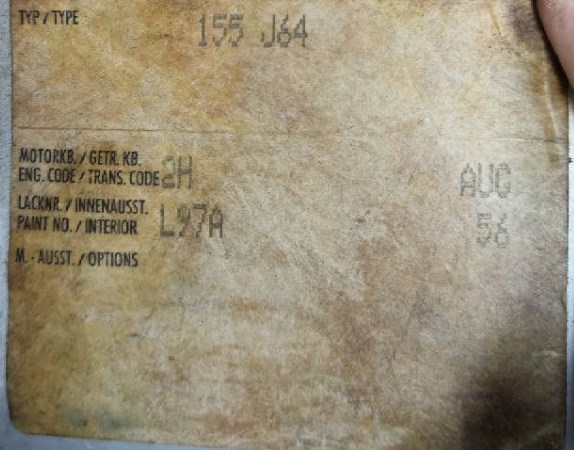 TYP / TYPE 155 J64
MOTORKB. / GETR. KB.
ENG. CODE / TRANS. CODE 2H AUG
LACKNR. / INNENAUSST.
PAINT NO. / INTERIOR L97A 56
M. - AUSST. / OPTIONS